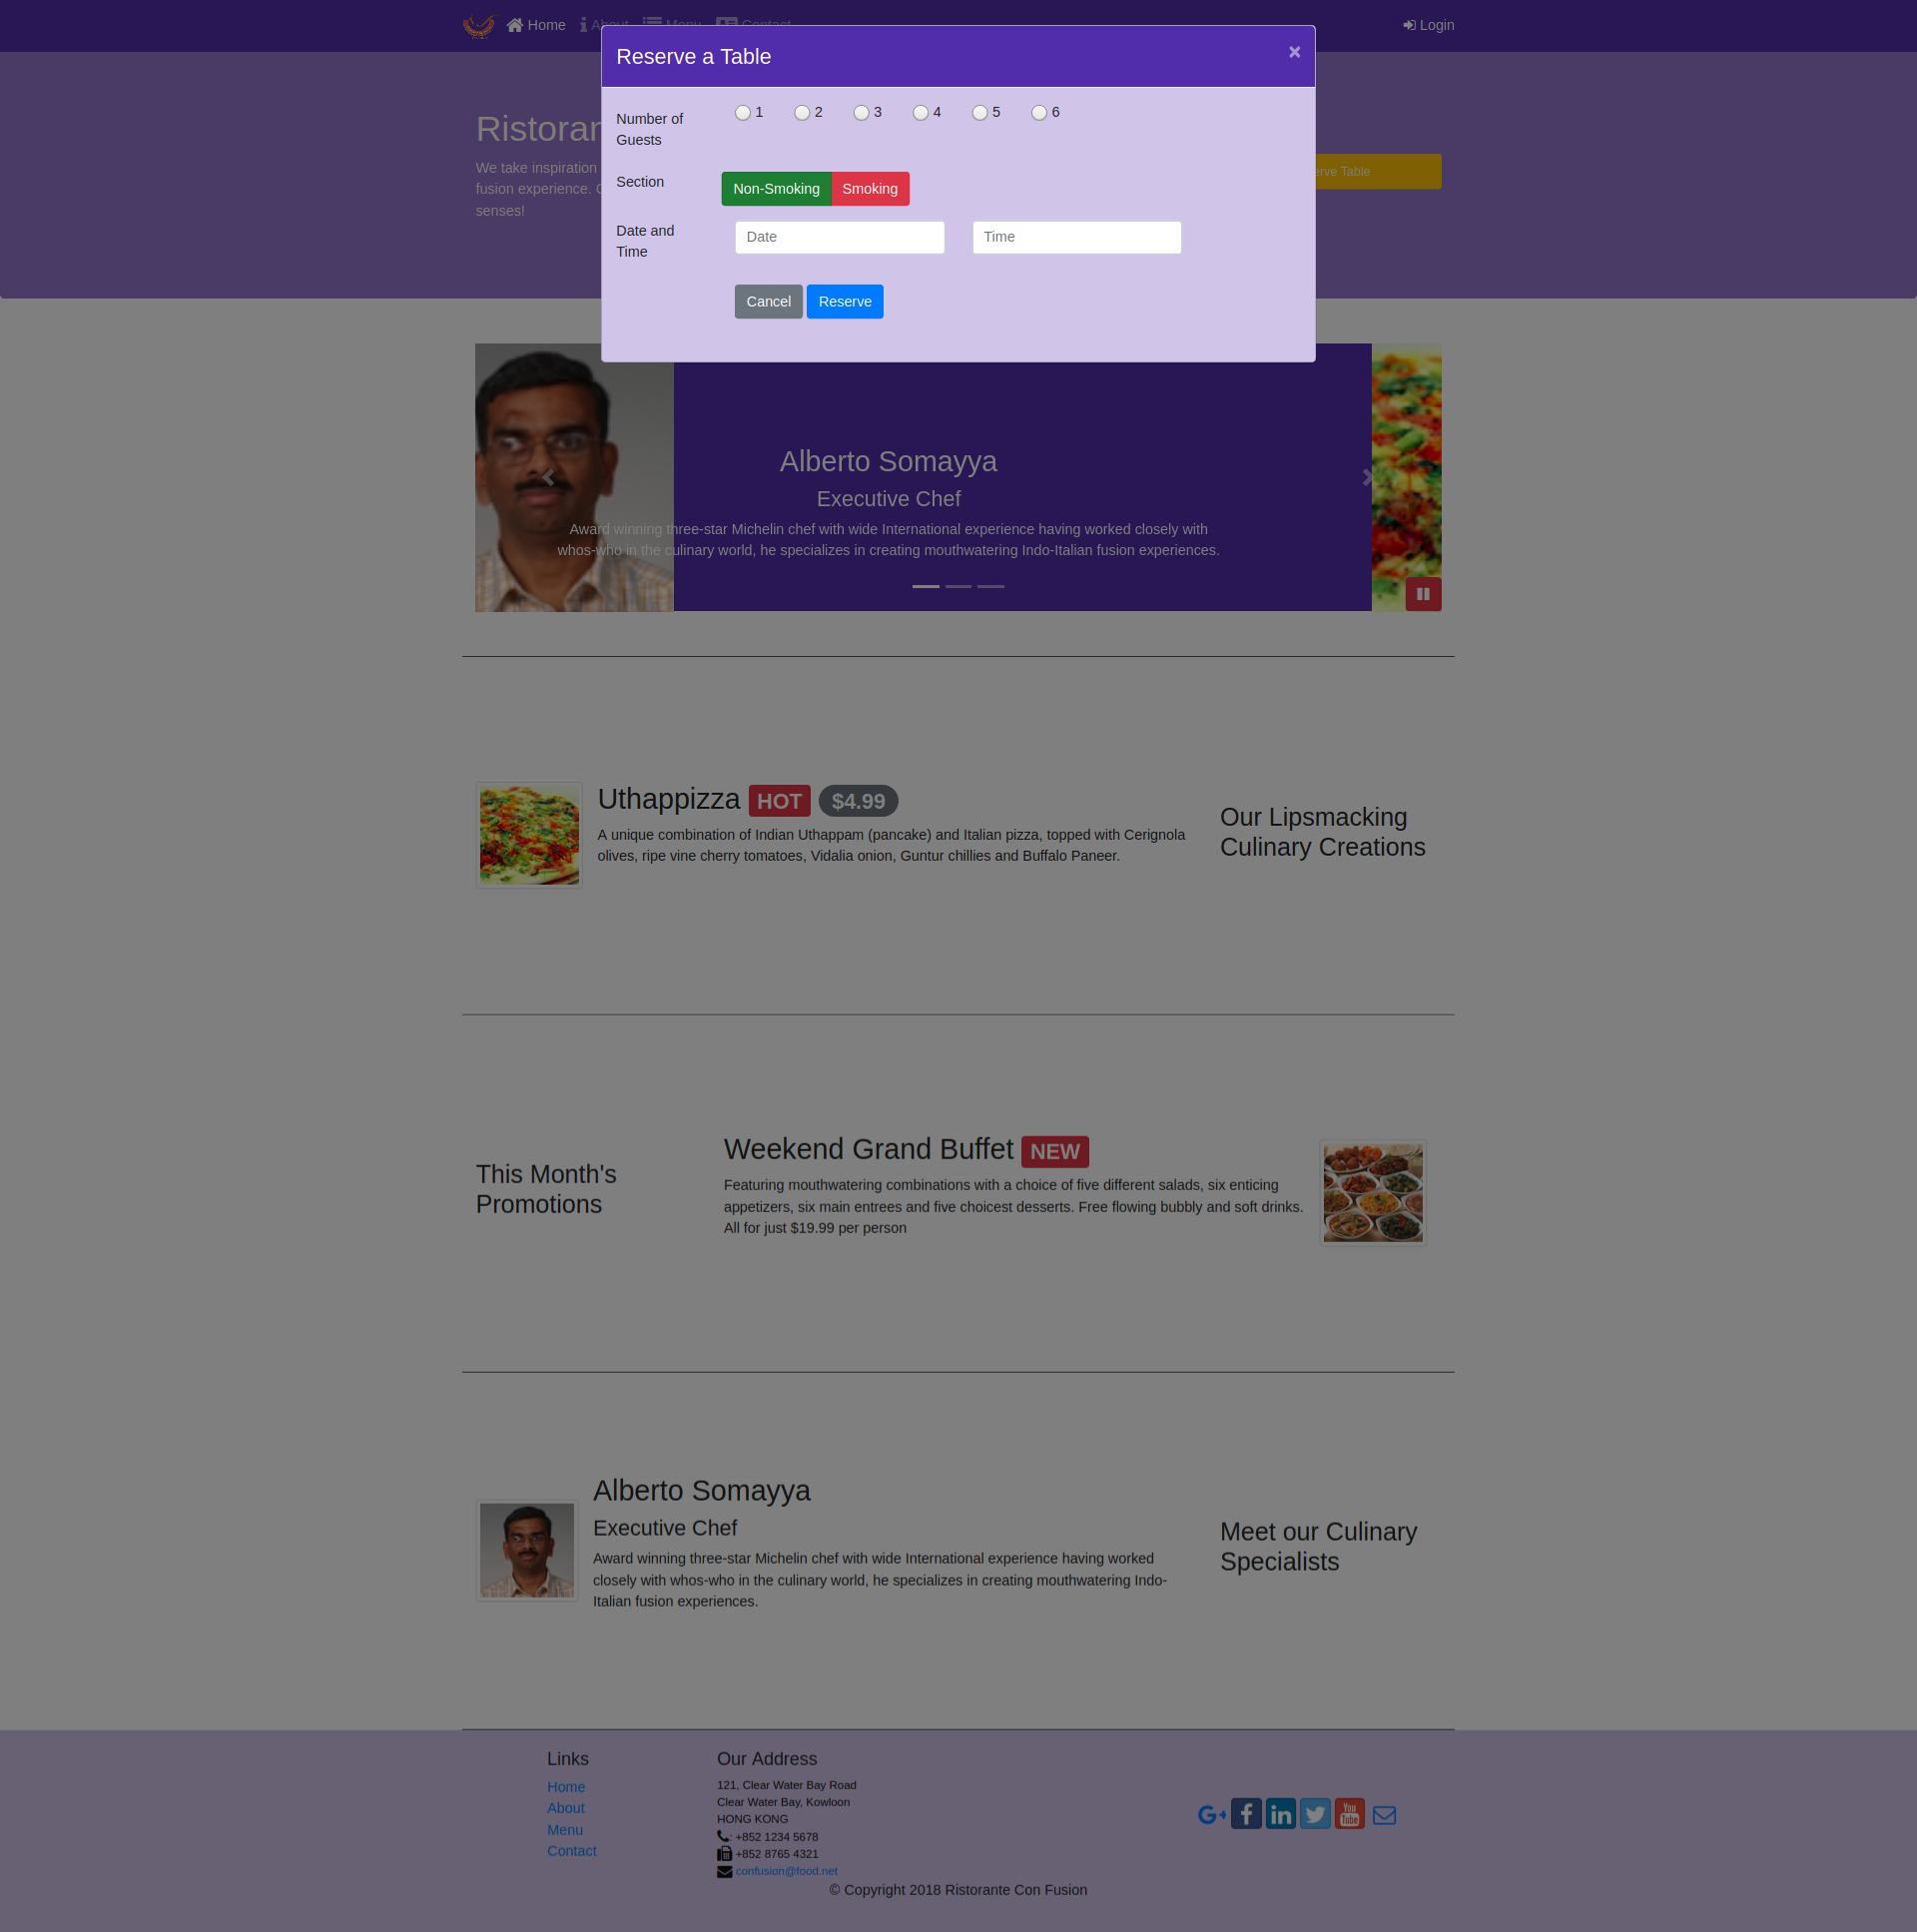 Home About Menu Contact Login
Reserve a Table ×
Number of
Guests
1 2 3 4 5 6
Section
Non-Smoking Smoking
Date and
Time
Date Time
Cancel Reserve
Ristoran
We take inspiration
fusion experience.
senses!
Table
Alberto Somayya
Executive Chef
Award winning three-star Michelin chef with wide International experience having worked closely with
whos-who in the culinary world, he specializes in creating mouthwatering Indo-Italian fusion experiences.
Uthappizza HOT $4.99
A unique combination of Indian Uthappam (pancake) and Italian pizza, topped with Cerignola
olives, ripe vine cherry tomatoes, Vidalia onion, Guntur chillies and Buffalo Paneer.
Our Lipsmacking
Culinary Creations
This Month's
Promotions
Weekend Grand Buffet NEW
Featuring mouthwatering combinations with a choice of five different salads, six enticing
appetizers, six main entrees and five choicest desserts. Free flowing bubbly and soft drinks.
All for just $19.99 per person
Alberto Somayya
Executive Chef
Award winning three-star Michelin chef with wide International experience having worked
closely with whos-who in the culinary world, he specializes in creating mouthwatering Indo-
Italian fusion experiences.
Meet our Culinary
Specialists
Links
Home
About
Menu
Contact
Our Address
121, Clear Water Bay Road
Clear Water Bay, Kowloon
HONG KONG
: +852 1234 5678
+852 8765 4321
confusion@food.net
You
Tube
© Copyright 2018 Ristorante Con Fusion